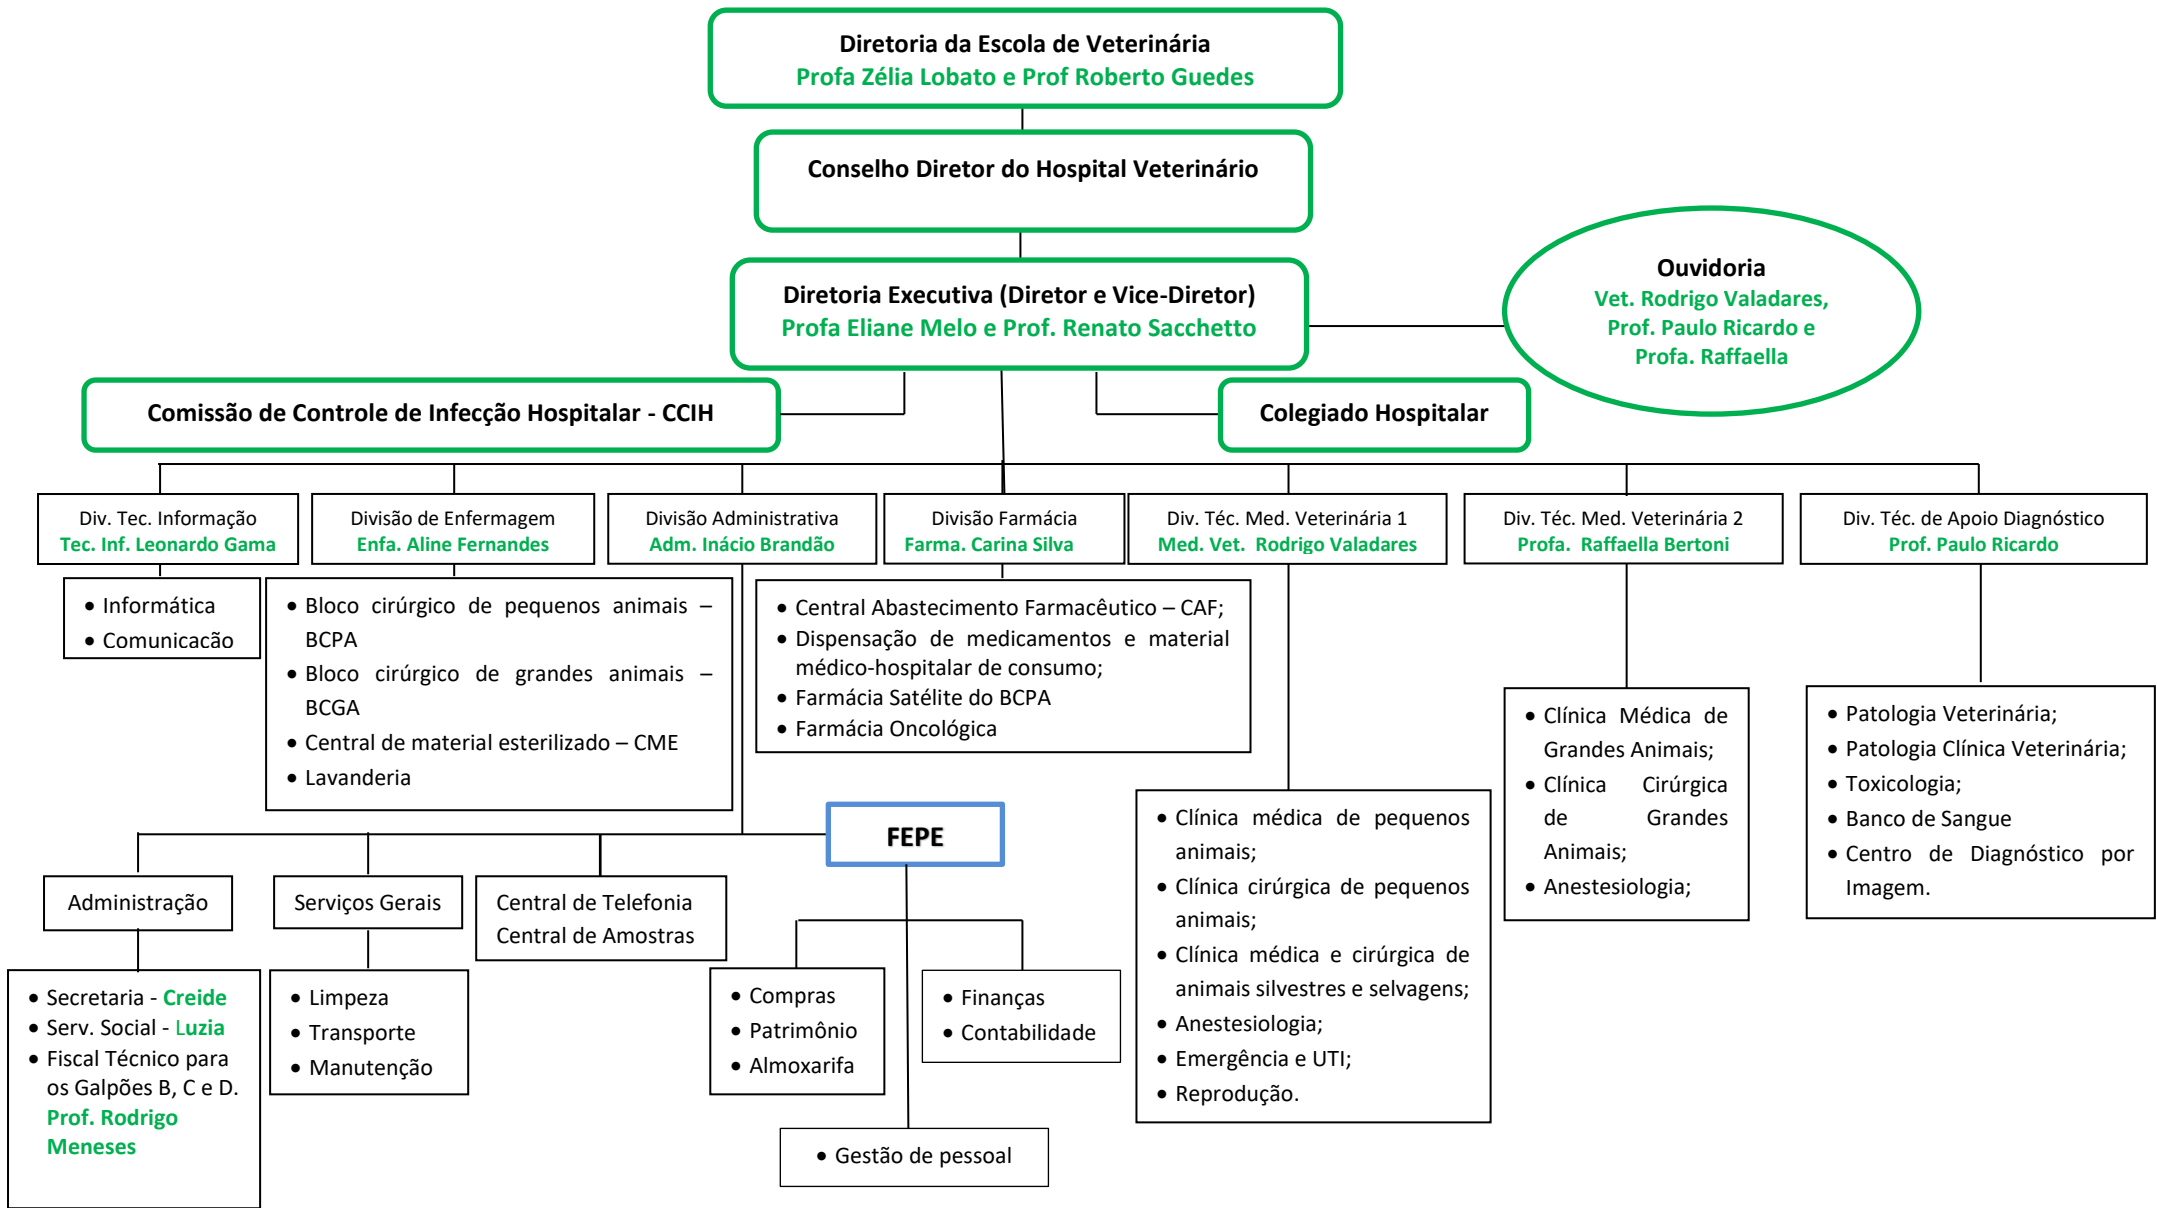 Diretoria da Escola de Veterinária
Profa Zélia Lobato e Prof Roberto Guedes
Conselho Diretor do Hospital Veterinário
Diretoria Executiva (Diretor e Vice-Diretor)
Profa Eliane Melo e Prof. Renato Sacchetto
Ouvidoria
Vet. Rodrigo Valadares,
Prof. Paulo Ricardo e
Profa. Raffaella
Comissão de Controle de Infecção Hospitalar - CCIH
Colegiado Hospitalar
Div. Tec. Informação
Tec. Inf. Leonardo Gama
Divisão de Enfermagem
Enfa. Aline Fernandes
Divisão Administrativa
Adm. Inácio Brandão
Divisão Farmácia
Farma. Carina Silva
Div. Téc. Med. Veterinária 1
Med. Vet. Rodrigo Valadares
Div. Téc. Med. Veterinária 2
Profa. Raffaella Bertoni
Div. Téc. de Apoio Diagnóstico
Prof. Paulo Ricardo
• Informática
• Comunicacão
• Bloco cirúrgico de pequenos animais –
BCPA
• Bloco cirúrgico de grandes animais –
BCGA
• Central de material esterilizado – CME
• Lavanderia
• Central Abastecimento Farmacêutico – CAF;
• Dispensação de medicamentos e material
médico-hospitalar de consumo;
• Farmácia Satélite do BCPA
• Farmácia Oncológica
• Clínica médica de pequenos
animais;
• Clínica cirúrgica de pequenos
animais;
• Clínica médica e cirúrgica de
animais silvestres e selvagens;
• Anestesiologia;
• Emergência e UTI;
• Reprodução.
• Clínica Médica de
Grandes Animais;
• Clínica Cirúrgica
de Grandes
Animais;
• Anestesiologia;
• Patologia Veterinária;
• Patologia Clínica Veterinária;
• Toxicologia;
• Banco de Sangue
• Centro de Diagnóstico por
Imagem.
FEPE
Administração
Serviços Gerais
Central de Telefonia
Central de Amostras
• Secretaria - Creide
• Serv. Social - Luzia
• Fiscal Técnico para
os Galpões B, C e D.
Prof. Rodrigo
Meneses
• Limpeza
• Transporte
• Manutenção
• Compras
• Patrimônio
• Almoxarifa
• Finanças
• Contabilidade
• Gestão de pessoal